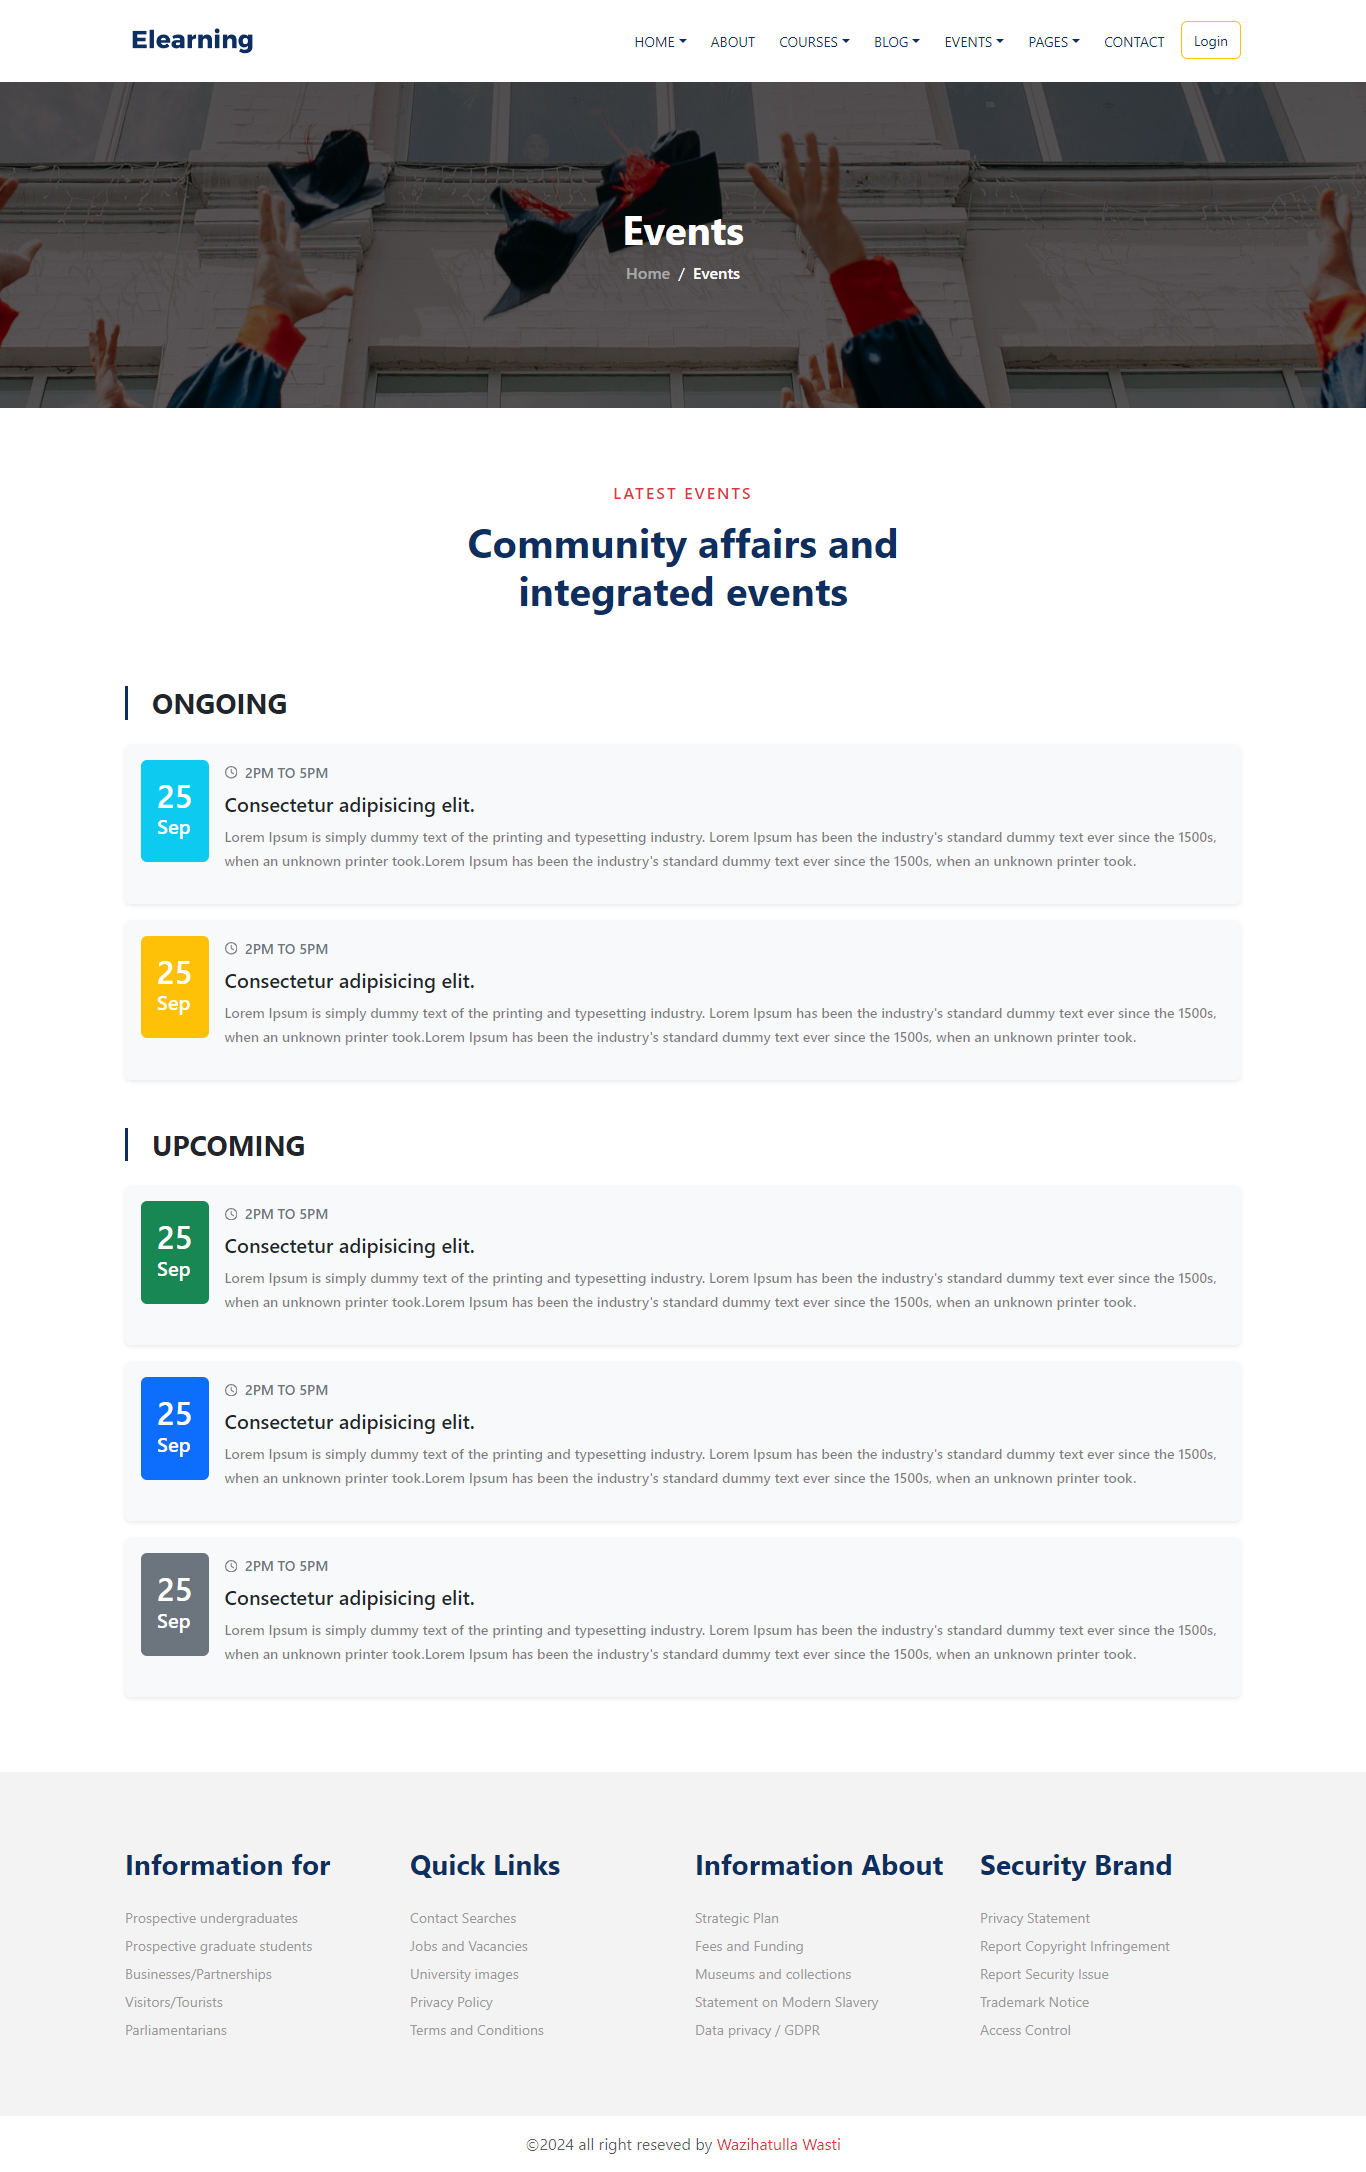 Elearning
HOME ABOUT COURSES BLOG EVENTS PAGES CONTACT Login
Events
Home / Events
LATEST EVENTS
Community affairs and
integrated events
ONGOING
25
Sep
2PM TO 5PM
Consectetur adipisicing elit.
Lorem Ipsum is simply dummy text of the printing and typesetting industry. Lorem Ipsum has been the industry's standard dummy text ever since the 1500s,
when an unknown printer took.Lorem Ipsum has been the industry's standard dummy text ever since the 1500s, when an unknown printer took.
25
Sep
2PM TO 5PM
Consectetur adipisicing elit.
Lorem Ipsum is simply dummy text of the printing and typesetting industry. Lorem Ipsum has been the industry's standard dummy text ever since the 1500s,
when an unknown printer took.Lorem Ipsum has been the industry's standard dummy text ever since the 1500s, when an unknown printer took.
UPCOMING
25
Sep
2PM TO 5PM
Consectetur adipisicing elit.
Lorem Ipsum is simply dummy text of the printing and typesetting industry. Lorem Ipsum has been the industry's standard dummy text ever since the 1500s,
when an unknown printer took.Lorem Ipsum has been the industry's standard dummy text ever since the 1500s, when an unknown printer took.
25
Sep
2PM TO 5PM
Consectetur adipisicing elit.
Lorem Ipsum is simply dummy text of the printing and typesetting industry. Lorem Ipsum has been the industry's standard dummy text ever since the 1500s,
when an unknown printer took.Lorem Ipsum has been the industry's standard dummy text ever since the 1500s, when an unknown printer took.
25
Sep
2PM TO 5PM
Consectetur adipisicing elit.
Lorem Ipsum is simply dummy text of the printing and typesetting industry. Lorem Ipsum has been the industry's standard dummy text ever since the 1500s,
when an unknown printer took.Lorem Ipsum has been the industry's standard dummy text ever since the 1500s, when an unknown printer took.
Information for
Prospective undergraduates
Prospective graduate students
Businesses/Partnerships
Visitors/Tourists
Parliamentarians
Quick Links
Contact Searches
Jobs and Vacancies
University images
Privacy Policy
Terms and Conditions
Information About
Strategic Plan
Fees and Funding
Museums and collections
Statement on Modern Slavery
Data privacy / GDPR
Security Brand
Privacy Statement
Report Copyright Infringement
Report Security Issue
Trademark Notice
Access Control
©2024 all right reseved by Wazihatulla Wasti